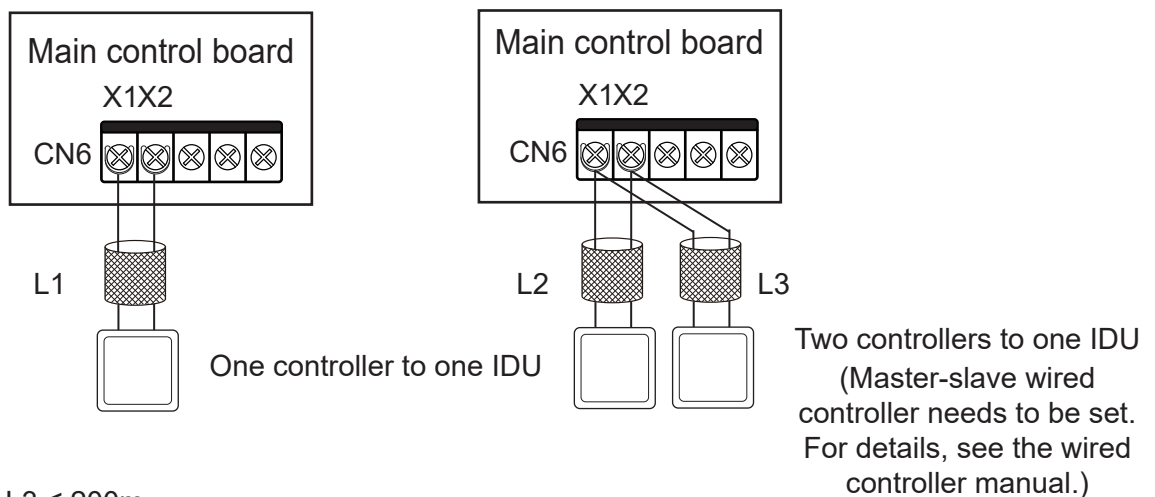 Main control board
X1X2
CN6
L1
One controller to one IDU
Main control board
X1X2
CN6
L2
L3
Two controllers to one IDU
(Master-slave wired
controller needs to be set.
For details, see the wired
controller manual.)